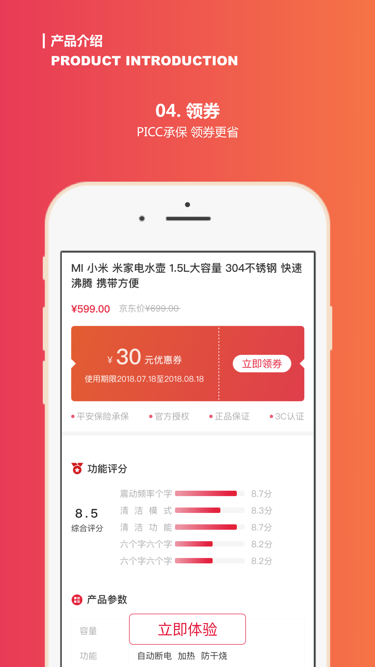 产品介绍
PRODUCT INTRODUCTION
04. 领券
PICC承保 领券更省
MI 小米 米家电水壶 1.5L大容量 304不锈钢 快速
沸腾 携带方便
¥599.00 京东价¥699.00
¥ 30 元优惠券
立即领券
使用期限2018.07.18至2018.08.18
平安保险承保 官方授权 正品保证 3C认证
功能评分
8.5
综合评分
震动频率个字 8.7分
清洁模式 8.3分
清洁功能 8.7分
六个字六个字 8.2分
六个字六个字 8.2分
产品参数
容量
立即体验
功能 自动断电 加热 防干烧